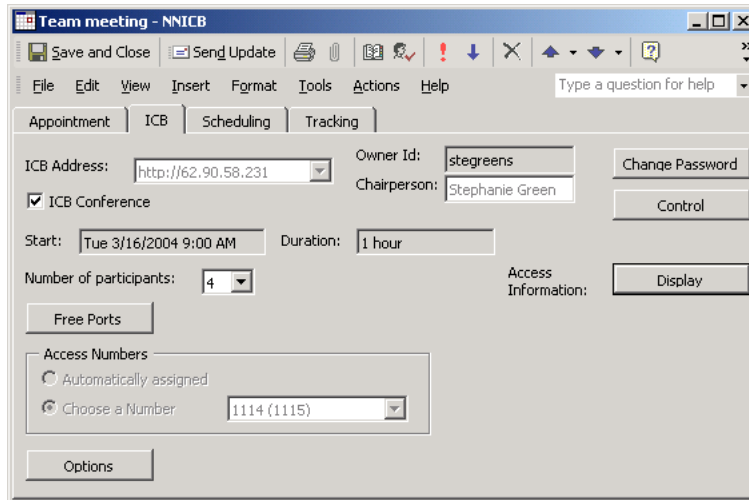 Team meeting - NNICB
Save and Close Send Update
File Edit View Insert Format Tools Actions Help Type a question for help
Appointment ICB Scheduling Tracking
ICB Address: http://62.90.58.231 Owner Id: stegreens Change Password
Chairperson: Stephanie Green
ICB Conference Control
Start: Tue 3/16/2004 9:00 AM Duration: 1 hour
Number of participants: 4 Access Information: Display
Free Ports
Access Numbers
Automatically assigned
Choose a Number 1114 (1115)
Options